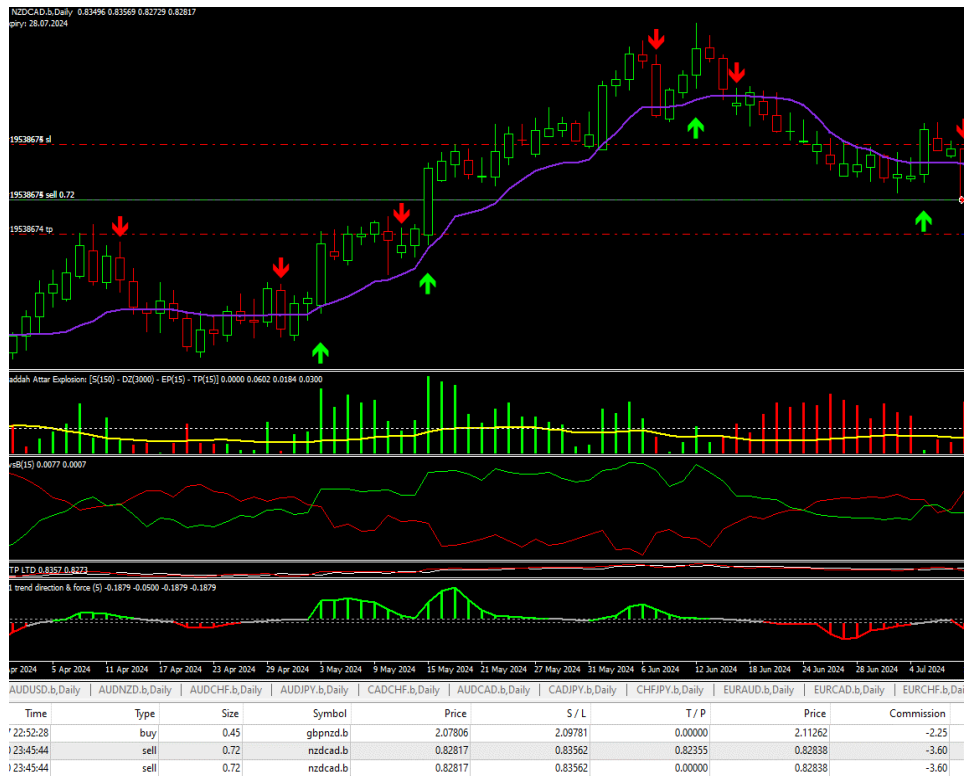 NZDCAD.b,Daily 0.83496 0.83569 0.82729 0.82817
piry: 28.07.2024
19538675 sl
19538675 sell 0.72
19538674 tp
addah Attar Explosion: [S(150) - DZ(3000) - EP(15) - TP(15)] 0.0000 0.0602 0.0184 0.0300
vsB(15) 0.0077 0.0007
TP LTD 0.8357 0.8273
1 trend direction & force (5) -0.1879 -0.0500 -0.1879 -0.1879
pr 2024 5 Apr 2024 11 Apr 2024 17 Apr 2024 23 Apr 2024 29 Apr 2024 3 May 2024 9 May 2024 15 May 2024 21 May 2024 27 May 2024 31 May 2024 6 Jun 2024 12 Jun 2024 18 Jun 2024 24 Jun 2024 28 Jun 2024 4 Jul 2024
AUDUSD.b,Daily | AUDNZD.b,Daily | AUDCHF.b,Daily | AUDJPY.b,Daily | CADCHF.b,Daily | AUDCAD.b,Daily | CADJPY.b,Daily | CHFJPY.b,Daily | EURAUD.b,Daily | EURCAD.b,Daily | EURCHF.b,Dai
Time Type Size Symbol Price S / L T / P Price Commission
7 22:52:28 buy 0.45 gbpnzd.b 2.07806 2.09781 0.00000 2.11262 -2.25
0 23:45:44 sell 0.72 nzdcad.b 0.82817 0.83562 0.82355 0.82838 -3.60
0 23:45:44 sell 0.72 nzdcad.b 0.82817 0.83562 0.00000 0.82838 -3.60